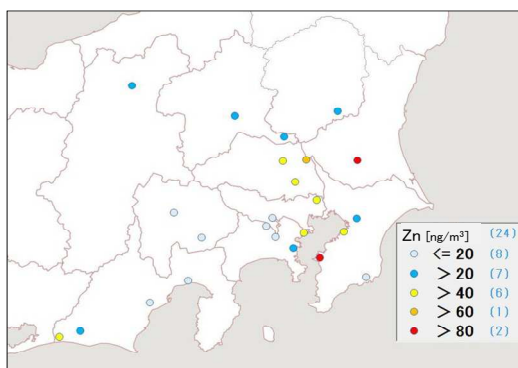 Zn [ng/m³] (24)
<= 20 (8)
> 20 (7)
> 40 (6)
> 60 (1)
> 80 (2)